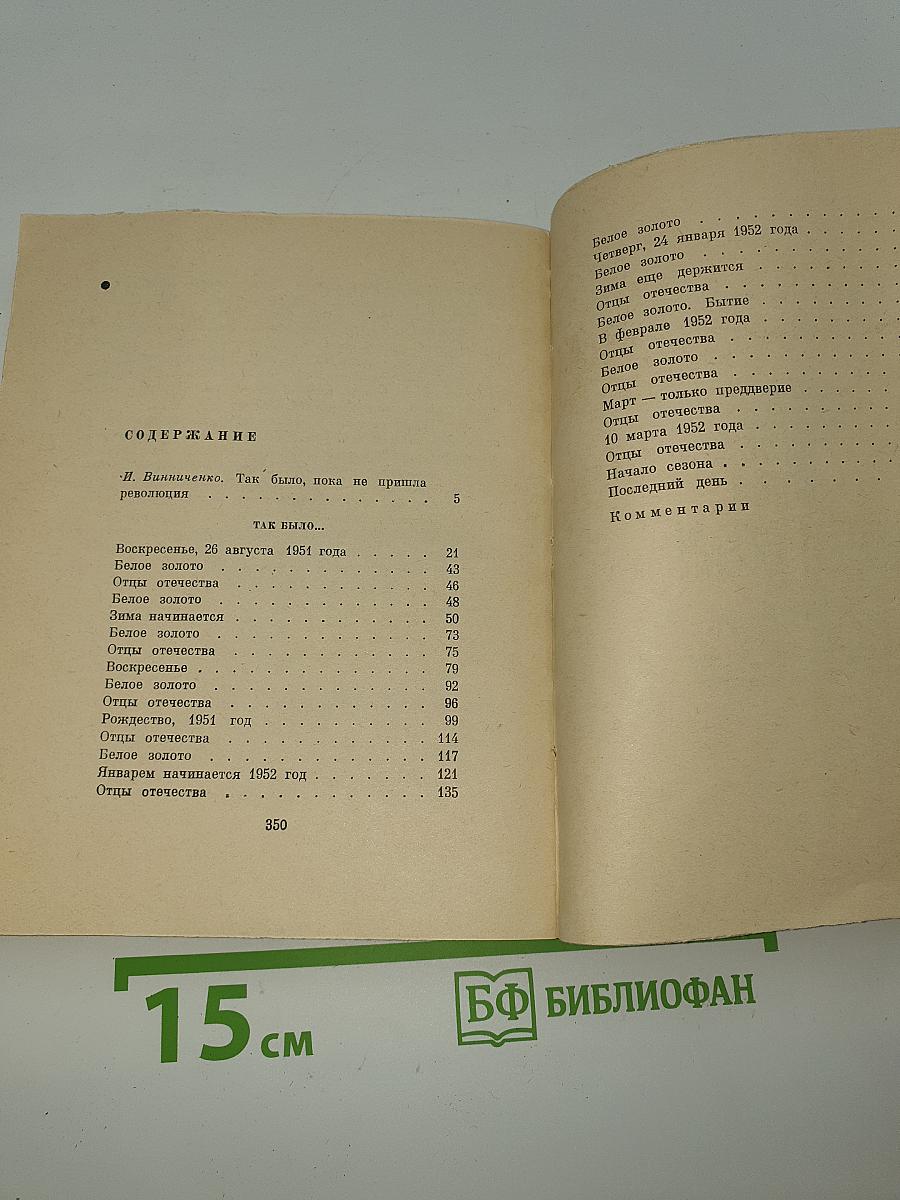 СОДЕРЖАНИЕ
И. Винниченко. Так было, пока не пришла
революция . . . . . . . . . . . . . 5
ТАК БЫЛО...
Воскресенье, 26 августа 1951 года . . . . . 21
Белое золото . . . . . . . . . . . . . 43
Отцы отечества . . . . . . . . . . . . 46
Белое золото . . . . . . . . . . . . . 48
Зима начинается . . . . . . . . . . . . 50
Белое золото . . . . . . . . . . . . . 73
Отцы отечества . . . . . . . . . . . . 75
Воскресенье . . . . . . . . . . . . . . 79
Белое золото . . . . . . . . . . . . . 92
Отцы отечества . . . . . . . . . . . . 96
Рождество, 1951 год . . . . . . . . . . 99
Отцы отечества . . . . . . . . . . . . 114
Белое золото . . . . . . . . . . . . . 117
Январем начинается 1952 год . . . . . . . 121
Отцы отечества . . . . . . . . . . . . 135
350
Белое золото . . . . . . . . .
Четверг, 24 января 1952 года . . . . .
Белое золото . . . . . . . . .
Зима еще держится . . . . . . .
Отцы отечества . . . . . . . .
Белое золото. Бытие . . . . . . .
В феврале 1952 года . . . . . . .
Отцы отечества . . . . . . . .
Белое золото . . . . . . . . .
Отцы отечества . . . . . . . .
Март — только преддверие . . . . . .
Отцы отечества . . . . . . . .
10 марта 1952 года . . . . . . .
Отцы отечества . . . . . . . .
Начало сезона . . . . . . . . .
Последний день . . . . . . . .
Комментарии
15 см
БФ БИБЛИОФАН